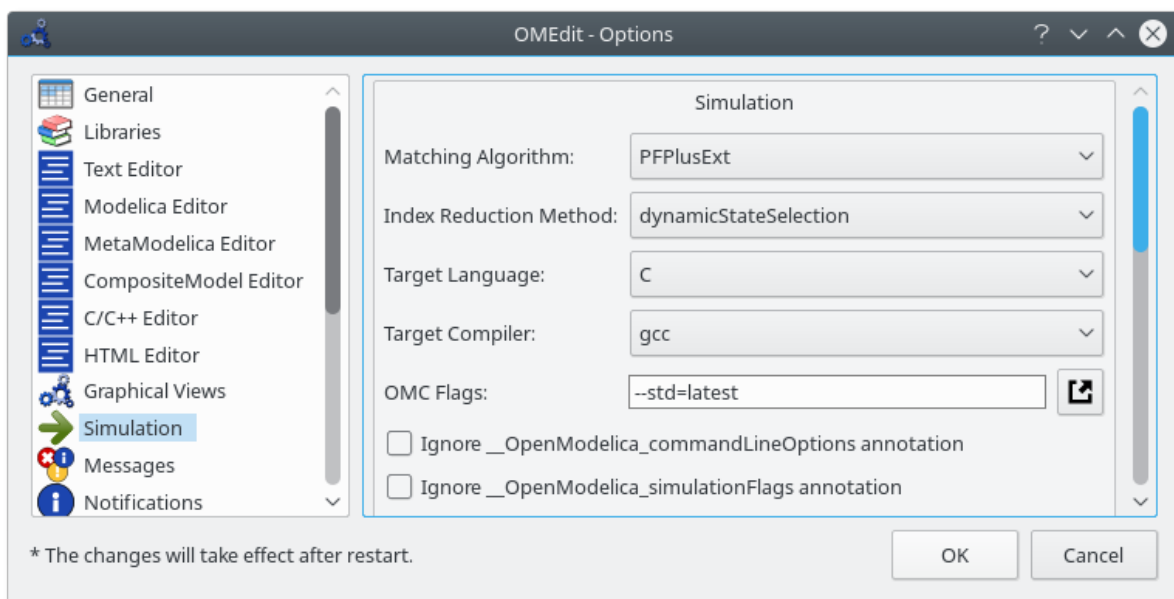 OMEdit - Options
General
Libraries
Text Editor
Modelica Editor
MetaModelica Editor
CompositeModel Editor
C/C++ Editor
HTML Editor
Graphical Views
Simulation
Messages
Notifications
Simulation
Matching Algorithm: PFPlusExt
Index Reduction Method: dynamicStateSelection
Target Language: C
Target Compiler: gcc
OMC Flags: --std=latest
Ignore __OpenModelica_commandLineOptions annotation
Ignore __OpenModelica_simulationFlags annotation
* The changes will take effect after restart.
OK Cancel